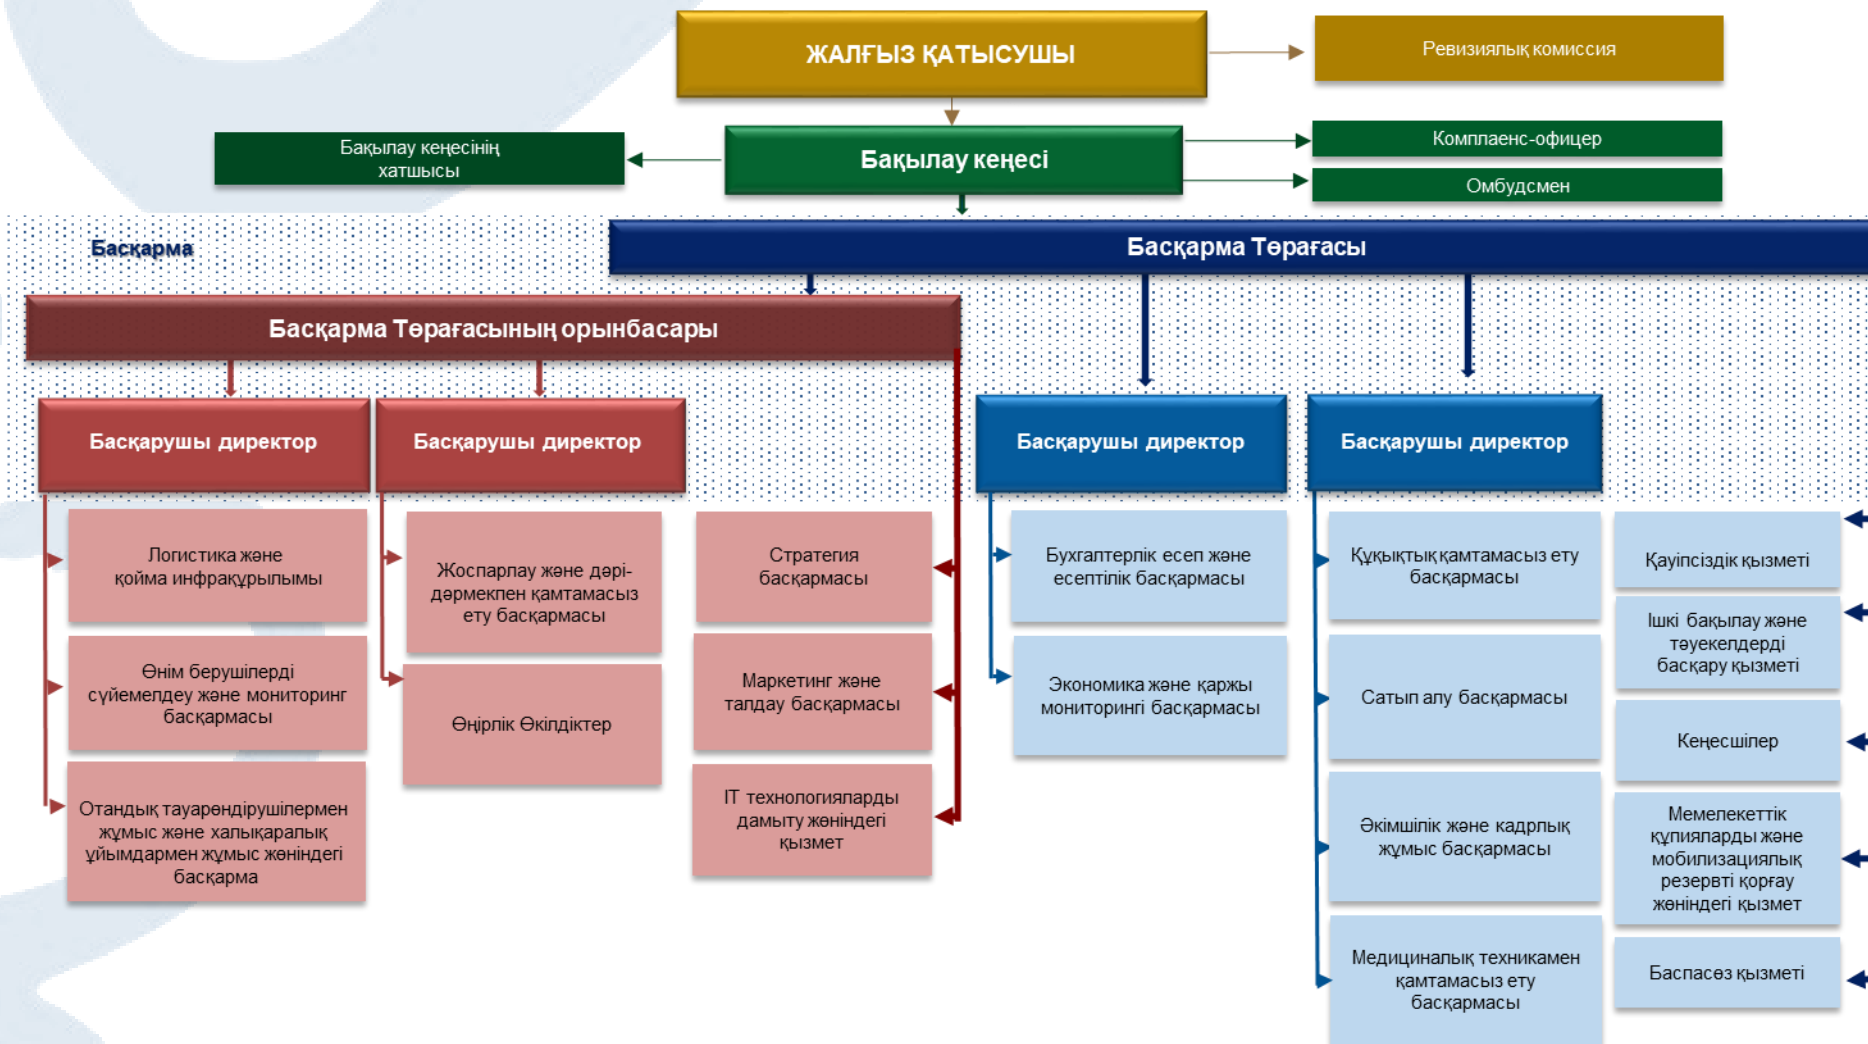 ЖАЛҒЫЗ ҚАТЫСУШЫ
Ревизиялық комиссия
Бақылау кеңесінің
хатшысы
Бақылау кеңесі
Комплаенс-офицер
Омбудсмен
Басқарма
Басқарма Төрағасы
Басқарма Төрағасының орынбасары
Басқарушы директор
Басқарушы директор
Басқарушы директор
Басқарушы директор
Логистика және
қойма инфрақұрылымы
Өнім берушілерді
сүйемелдеу және мониторинг
басқармасы
Отандық тауарөндірушілермен
жұмыс және халықаралық
ұйымдармен жұмыс жөніндегі
басқарма
Жоспарлау және дәрі-
дәрмекпен қамтамасыз
ету басқармасы
Өңірлік Өкілдіктер
Стратегия
басқармасы
Маркетинг және
талдау басқармасы
IT технологияларды
дамыту жөніндегі
қызмет
Бухгалтерлік есеп және
есептілік басқармасы
Экономика және қаржы
мониторингі басқармасы
Құқықтық қамтамасыз ету
басқармасы
Сатып алу басқармасы
Әкімшілік және кадрлық
жұмыс басқармасы
Медициналық техникамен
қамтамасыз ету
басқармасы
Қауіпсіздік қызметі
Ішкі бақылау және
тәуекелдерді
басқару қызметі
Кеңесшілер
Мемелекеттік
құпияларды және
мобилизациялық
резервті қорғау
жөніндегі қызмет
Баспасөз қызметі